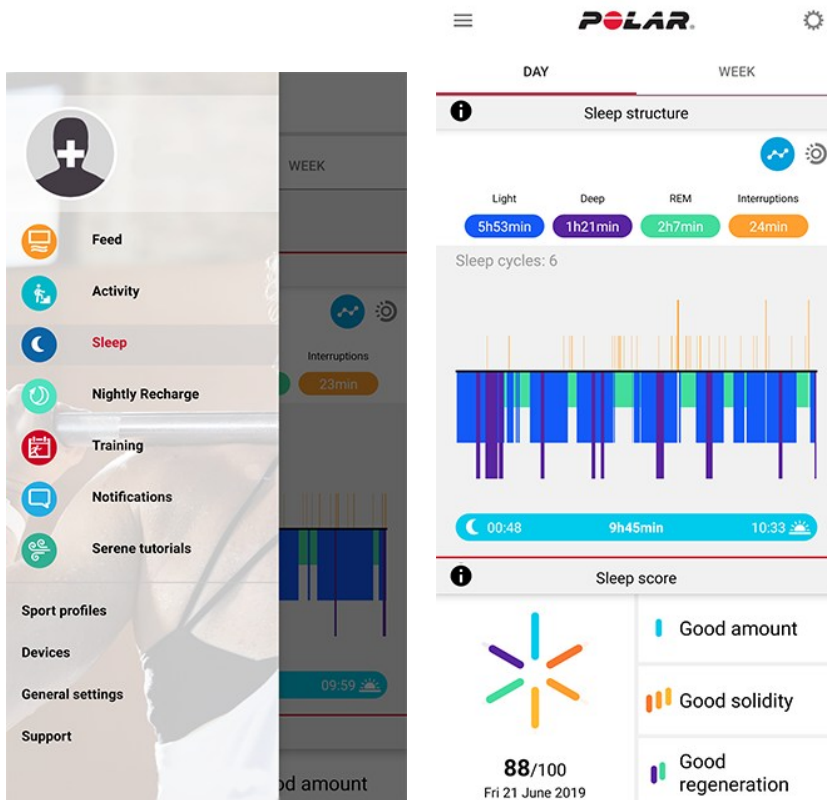 WEEK
Feed
Activity
Sleep
Interruptions
Nightly Recharge
23min
Training
Notifications
Serene tutorials
Sport profiles
Devices
General settings
09:59
Support
od amount
POLAR
DAY WEEK
Sleep structure
Light Deep REM Interruptions
5h53min 1h21min 2h7min 24min
Sleep cycles: 6
00:48 9h45min 10:33
Sleep score
Good amount
Good solidity
88/100
Fri 21 June 2019
Good
regeneration